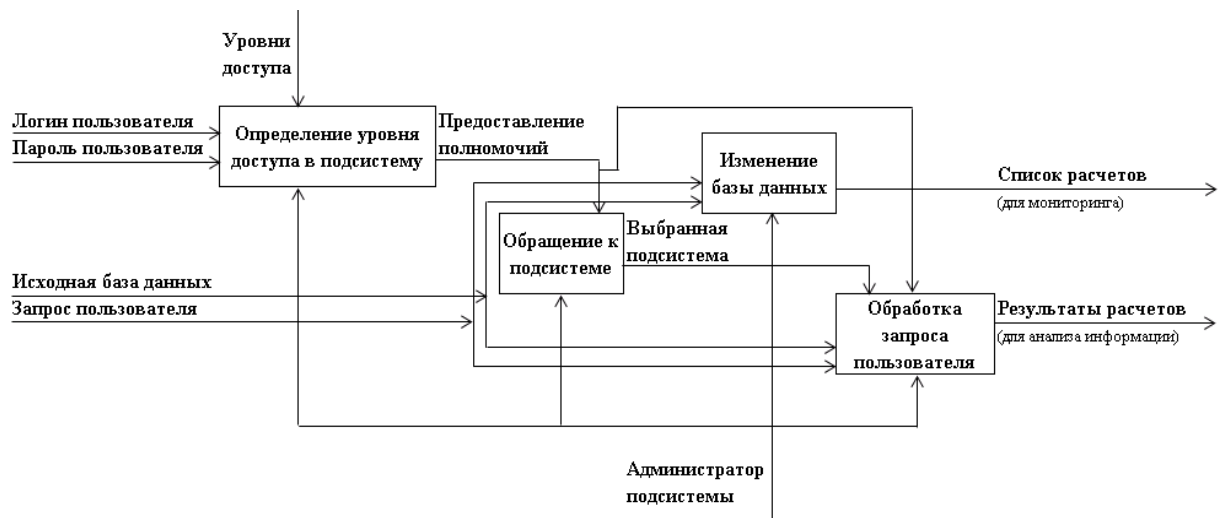 Уровни
доступа
Логин пользователя
Пароль пользователя
Определение уровня
доступа в подсистему
Предоставление
полномочий
Изменение
базы данных
Список расчетов
(для мониторинга)
Обращение к
подсистеме
Выбранная
подсистема
Исходная база данных
Запрос пользователя
Обработка
запроса
пользователя
Результаты расчетов
(для анализа информации)
Администратор
подсистемы